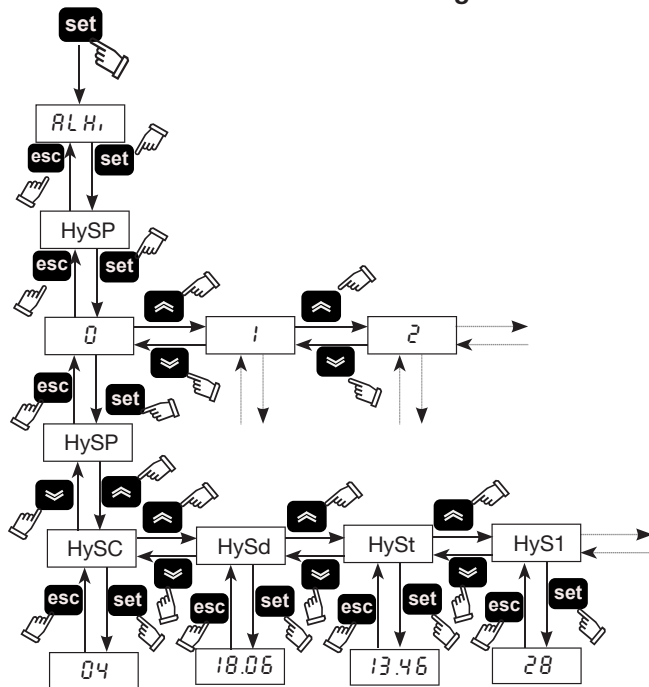 set
ALHi
esc
set
HySP
esc
set
0
1
2
esc
set
HySP
HySC
HySd
HySt
HyS1
esc
set
esc
set
esc
set
esc
set
04
18.06
13.46
28